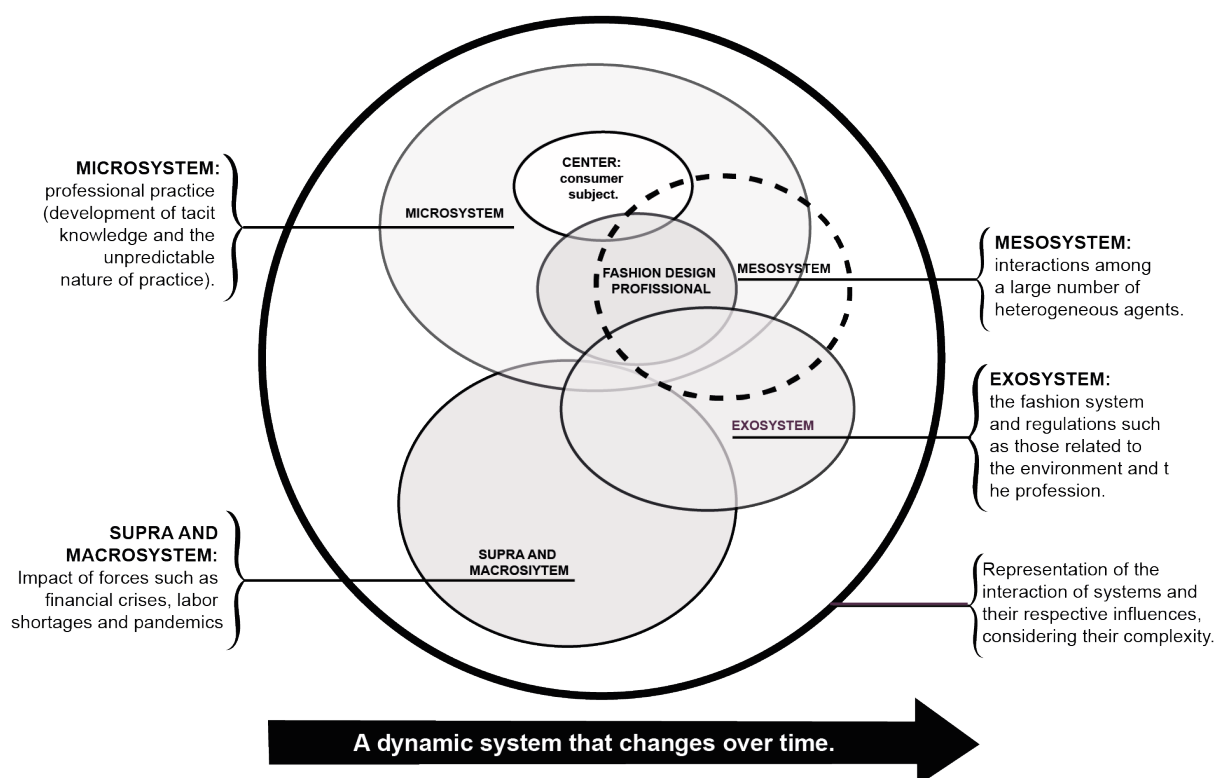 MICROSYSTEM:
professional practice
(development of tacit
knowledge and the
unpredictable
nature of practice).
SUPRA AND
MACROSYSTEM:
Impact of forces such as
financial crises, labor
shortages and pandemics
CENTER:
consumer
subject.
MICROSYSTEM
FASHION DESIGN
PROFISSIONAL
MESOSYSTEM
EXOSYSTEM
SUPRA AND
MACROSIYTEM
MESOSYSTEM:
interactions among
a large number of
heterogeneous agents.
EXOSYSTEM:
the fashion system
and regulations such
as those related to
the environment and t
he profession.
Representation of the
interaction of systems and
their respective influences,
considering their complexity.
A dynamic system that changes over time.